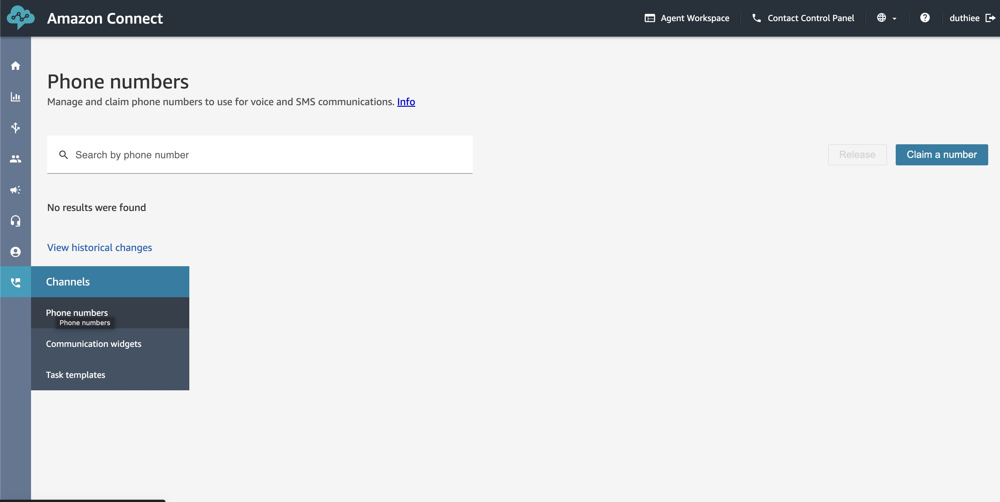 Amazon Connect
Agent Workspace
Contact Control Panel
duthiee
Phone numbers
Manage and claim phone numbers to use for voice and SMS communications. Info
Search by phone number
Release
Claim a number
No results were found
View historical changes
Channels
Phone numbers
Phone numbers
Communication widgets
Task templates